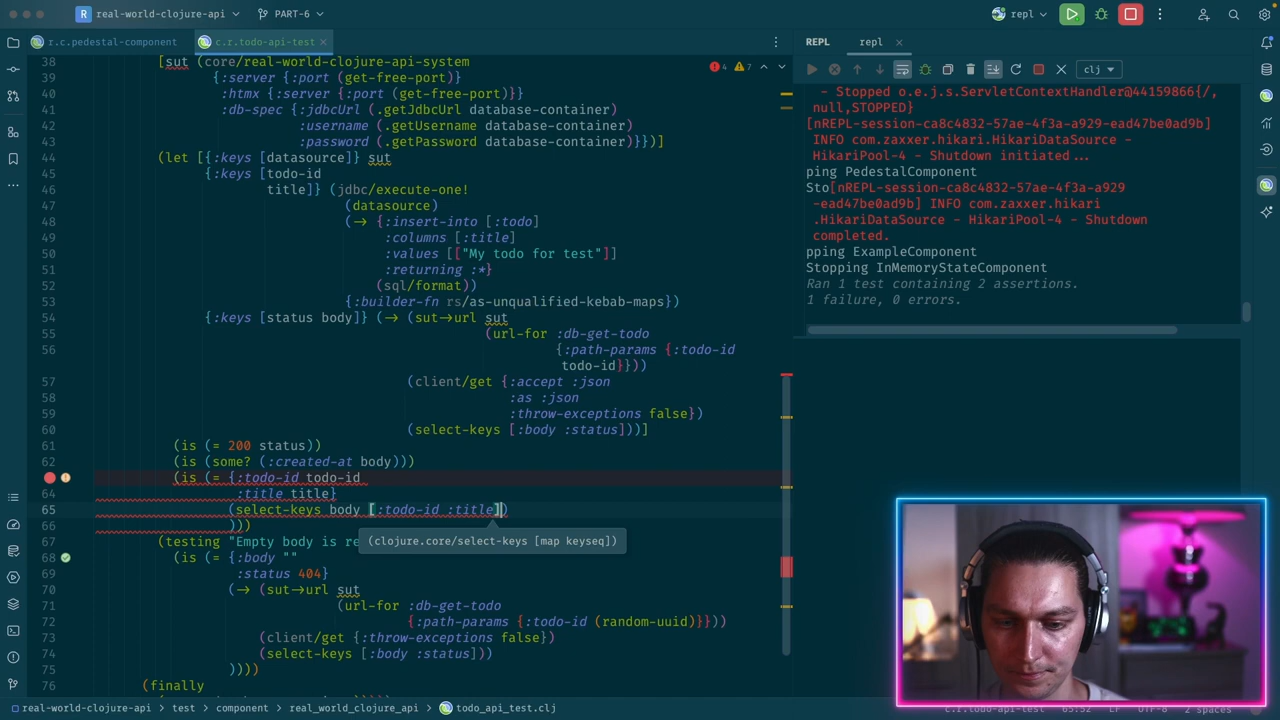 R real-world-clojure-api PART-6 repl
r.c.pedestal-component c.r.todo-api-test REPL repl
38 [sut (core/real-world-clojure-api-system
4 7
39 {:server {:port (get-free-port)}
40 :htmx {:server {:port (get-free-port)}}
41 :db-spec {:jdbcUrl (.getJdbcUrl database-container)
42 :username (.getUsername database-container)
43 :password (.getPassword database-container)}})]
44 (let [{:keys [datasource]} sut
45 {:keys [todo-id
46 title]} (jdbc/execute-one!
47 (datasource)
48 (→ {:insert-into [:todo]
49 :columns [:title]
50 :values [["My todo for test"]]
51 :returning :*}
52 (sql/format))
53 {:builder-fn rs/as-unqualified-kebab-maps})
54 {:keys [status body]} (→ (sut→url sut
55 (url-for :db-get-todo
56 {:path-params {:todo-id
todo-id}}))
57 (client/get {:accept :json
58 :as :json
59 :throw-exceptions false})
60 (select-keys [:body :status]))]
61 (is (= 200 status))
62 (is (some? (:created-at body)))
(is (= {:todo-id todo-id
64 :title title}
65 (select-keys body [:todo-id :title])
66 )))
(clojure.core/select-keys [map keyseq])
67 (testing "Empty body is re
68 (is (= {:body ""
69 :status 404}
70 (→ (sut→url sut
71 (url-for :db-get-todo
72 {:path-params {:todo-id (random-uuid)}}))
73 (client/get {:throw-exceptions false})
74 (select-keys [:body :status]))
75 ))))
76 (finally
clj
- Stopped o.e.j.s.ServletContextHandler@44159866{/,
null,STOPPED}
[nREPL-session-ca8c4832-57ae-4f3a-a929-ead47be0ad9b]
INFO com.zaxxer.hikari.HikariDataSource -
HikariPool-4 - Shutdown initiated...
ping PedestalComponent
Sto[nREPL-session-ca8c4832-57ae-4f3a-a929
-ead47be0ad9b] INFO com.zaxxer.hikari
.HikariDataSource - HikariPool-4 - Shutdown
completed.
pping ExampleComponent
Stopping InMemoryStateComponent
Ran 1 test containing 2 assertions.
1 failure, 0 errors.
real-world-clojure-api test component real_world_clojure_api todo_api_test.clj c.r.todo-api-test 65:52 LF UTF-8 2 spaces